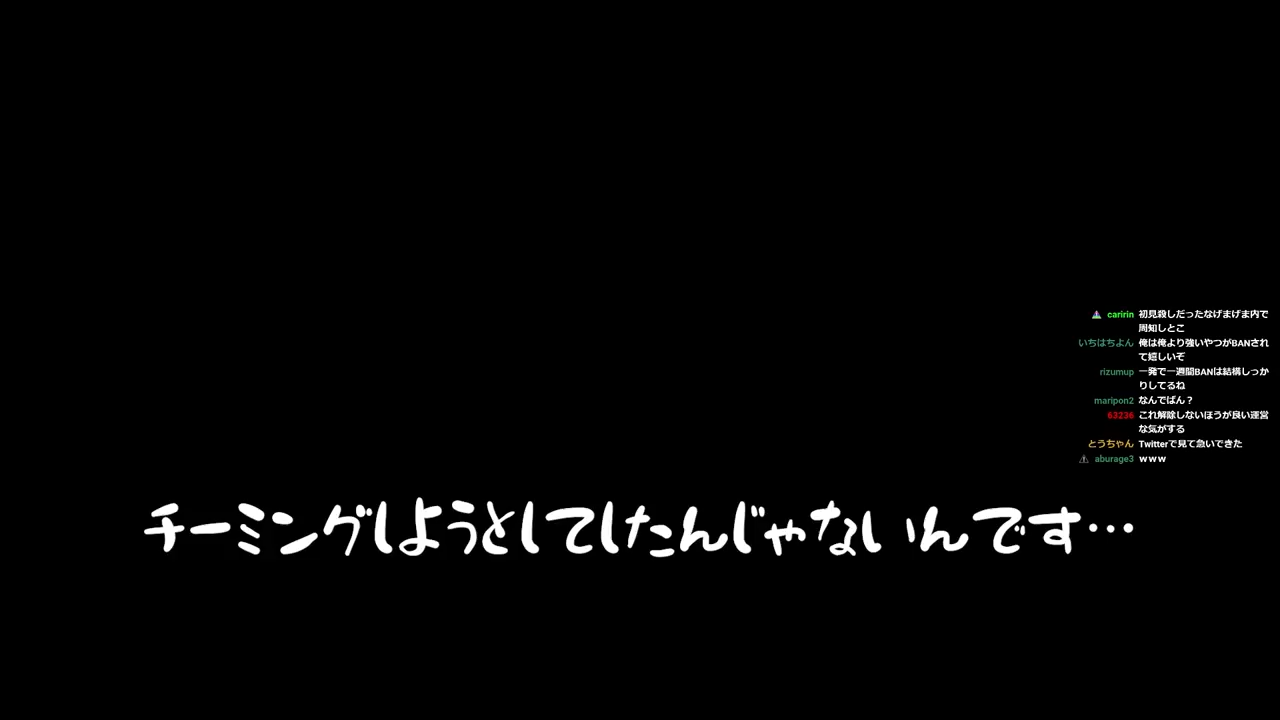 caririn 初見殺しだったなげまげま内で
周知しとこ
いちはちよん 俺は俺より強いやつがBANされ
て嬉しいぞ
rizumup 一発で一週間BANは結構しっか
りしてるね
maripon2 なんでばん？
63236 これ解除しないほうが良い運営
な気がする
とうちゃん Twitterで見て急いできた
aburage3 ｗｗｗ
チーミングしようとしてしたんじゃないんです…